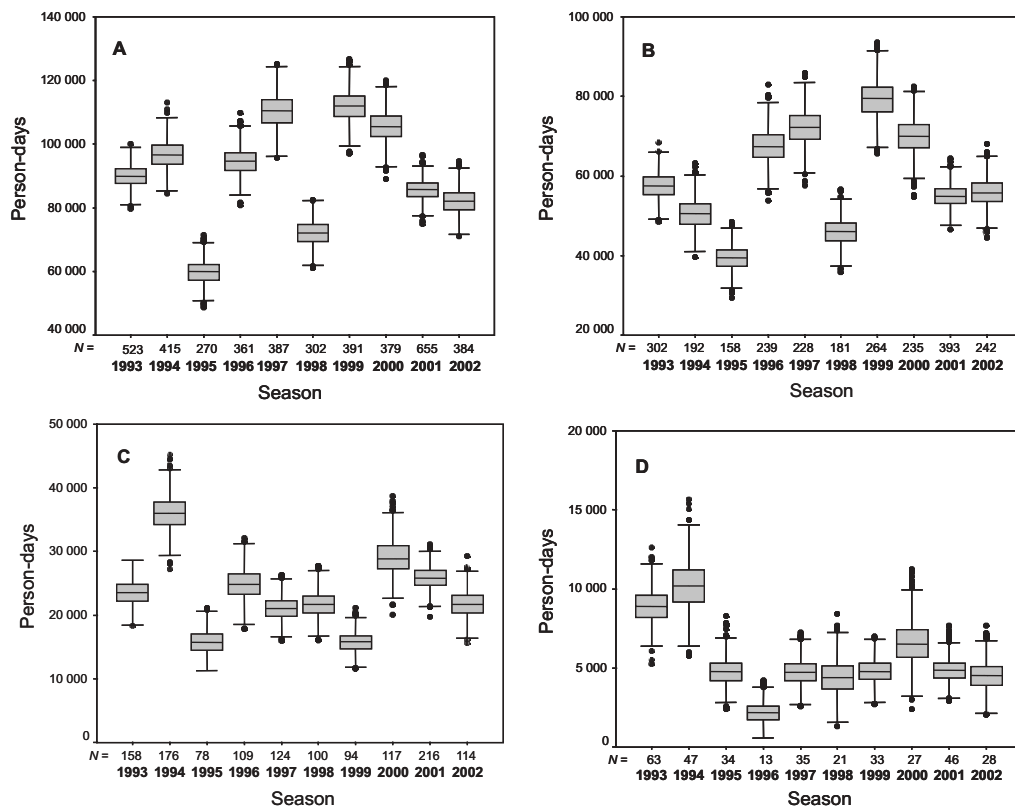 A
Person-days
140 000
120 000
100 000
80 000
60 000
40 000
N = 523 415 270 361 387 302 391 379 655 384
1993 1994 1995 1996 1997 1998 1999 2000 2001 2002
Season
B
Person-days
100 000
80 000
60 000
40 000
20 000
N = 302 192 158 239 228 181 264 235 393 242
1993 1994 1995 1996 1997 1998 1999 2000 2001 2002
Season
C
Person-days
50 000
40 000
30 000
20 000
10 000
0
N = 158 176 78 109 124 100 94 117 216 114
1993 1994 1995 1996 1997 1998 1999 2000 2001 2002
Season
D
Person-days
20 000
15 000
10 000
5 000
0
N = 63 47 34 13 35 21 33 27 46 28
1993 1994 1995 1996 1997 1998 1999 2000 2001 2002
Season